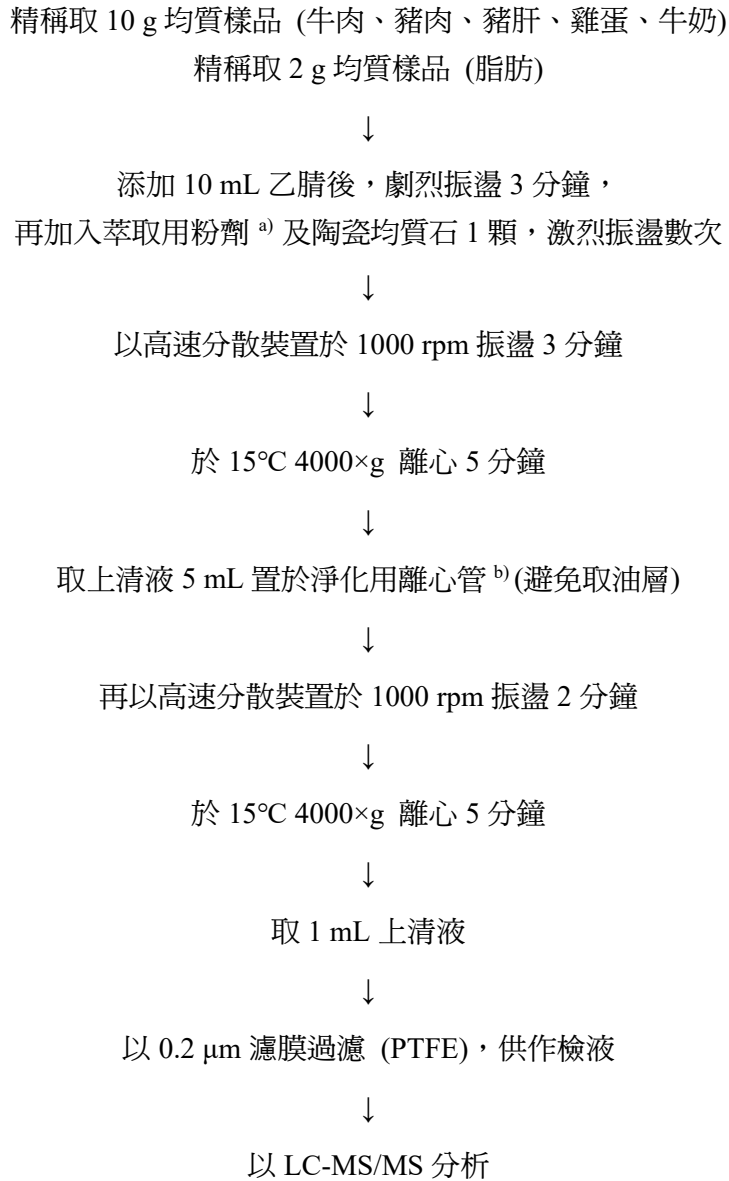 精稱取 10 g 均質樣品 (牛肉、豬肉、豬肝、雞蛋、牛奶)
精稱取 2 g 均質樣品 (脂肪)
↓
添加 10 mL 乙腈後，劇烈振盪 3 分鐘，
再加入萃取用粉劑 a) 及陶瓷均質石 1 顆，激烈振盪數次
↓
以高速分散裝置於 1000 rpm 振盪 3 分鐘
↓
於 15℃ 4000×g 離心 5 分鐘
↓
取上清液 5 mL 置於淨化用離心管 b) (避免取油層)
↓
再以高速分散裝置於 1000 rpm 振盪 2 分鐘
↓
於 15℃ 4000×g 離心 5 分鐘
↓
取 1 mL 上清液
↓
以 0.2 μm 濾膜過濾 (PTFE)，供作檢液
↓
以 LC-MS/MS 分析